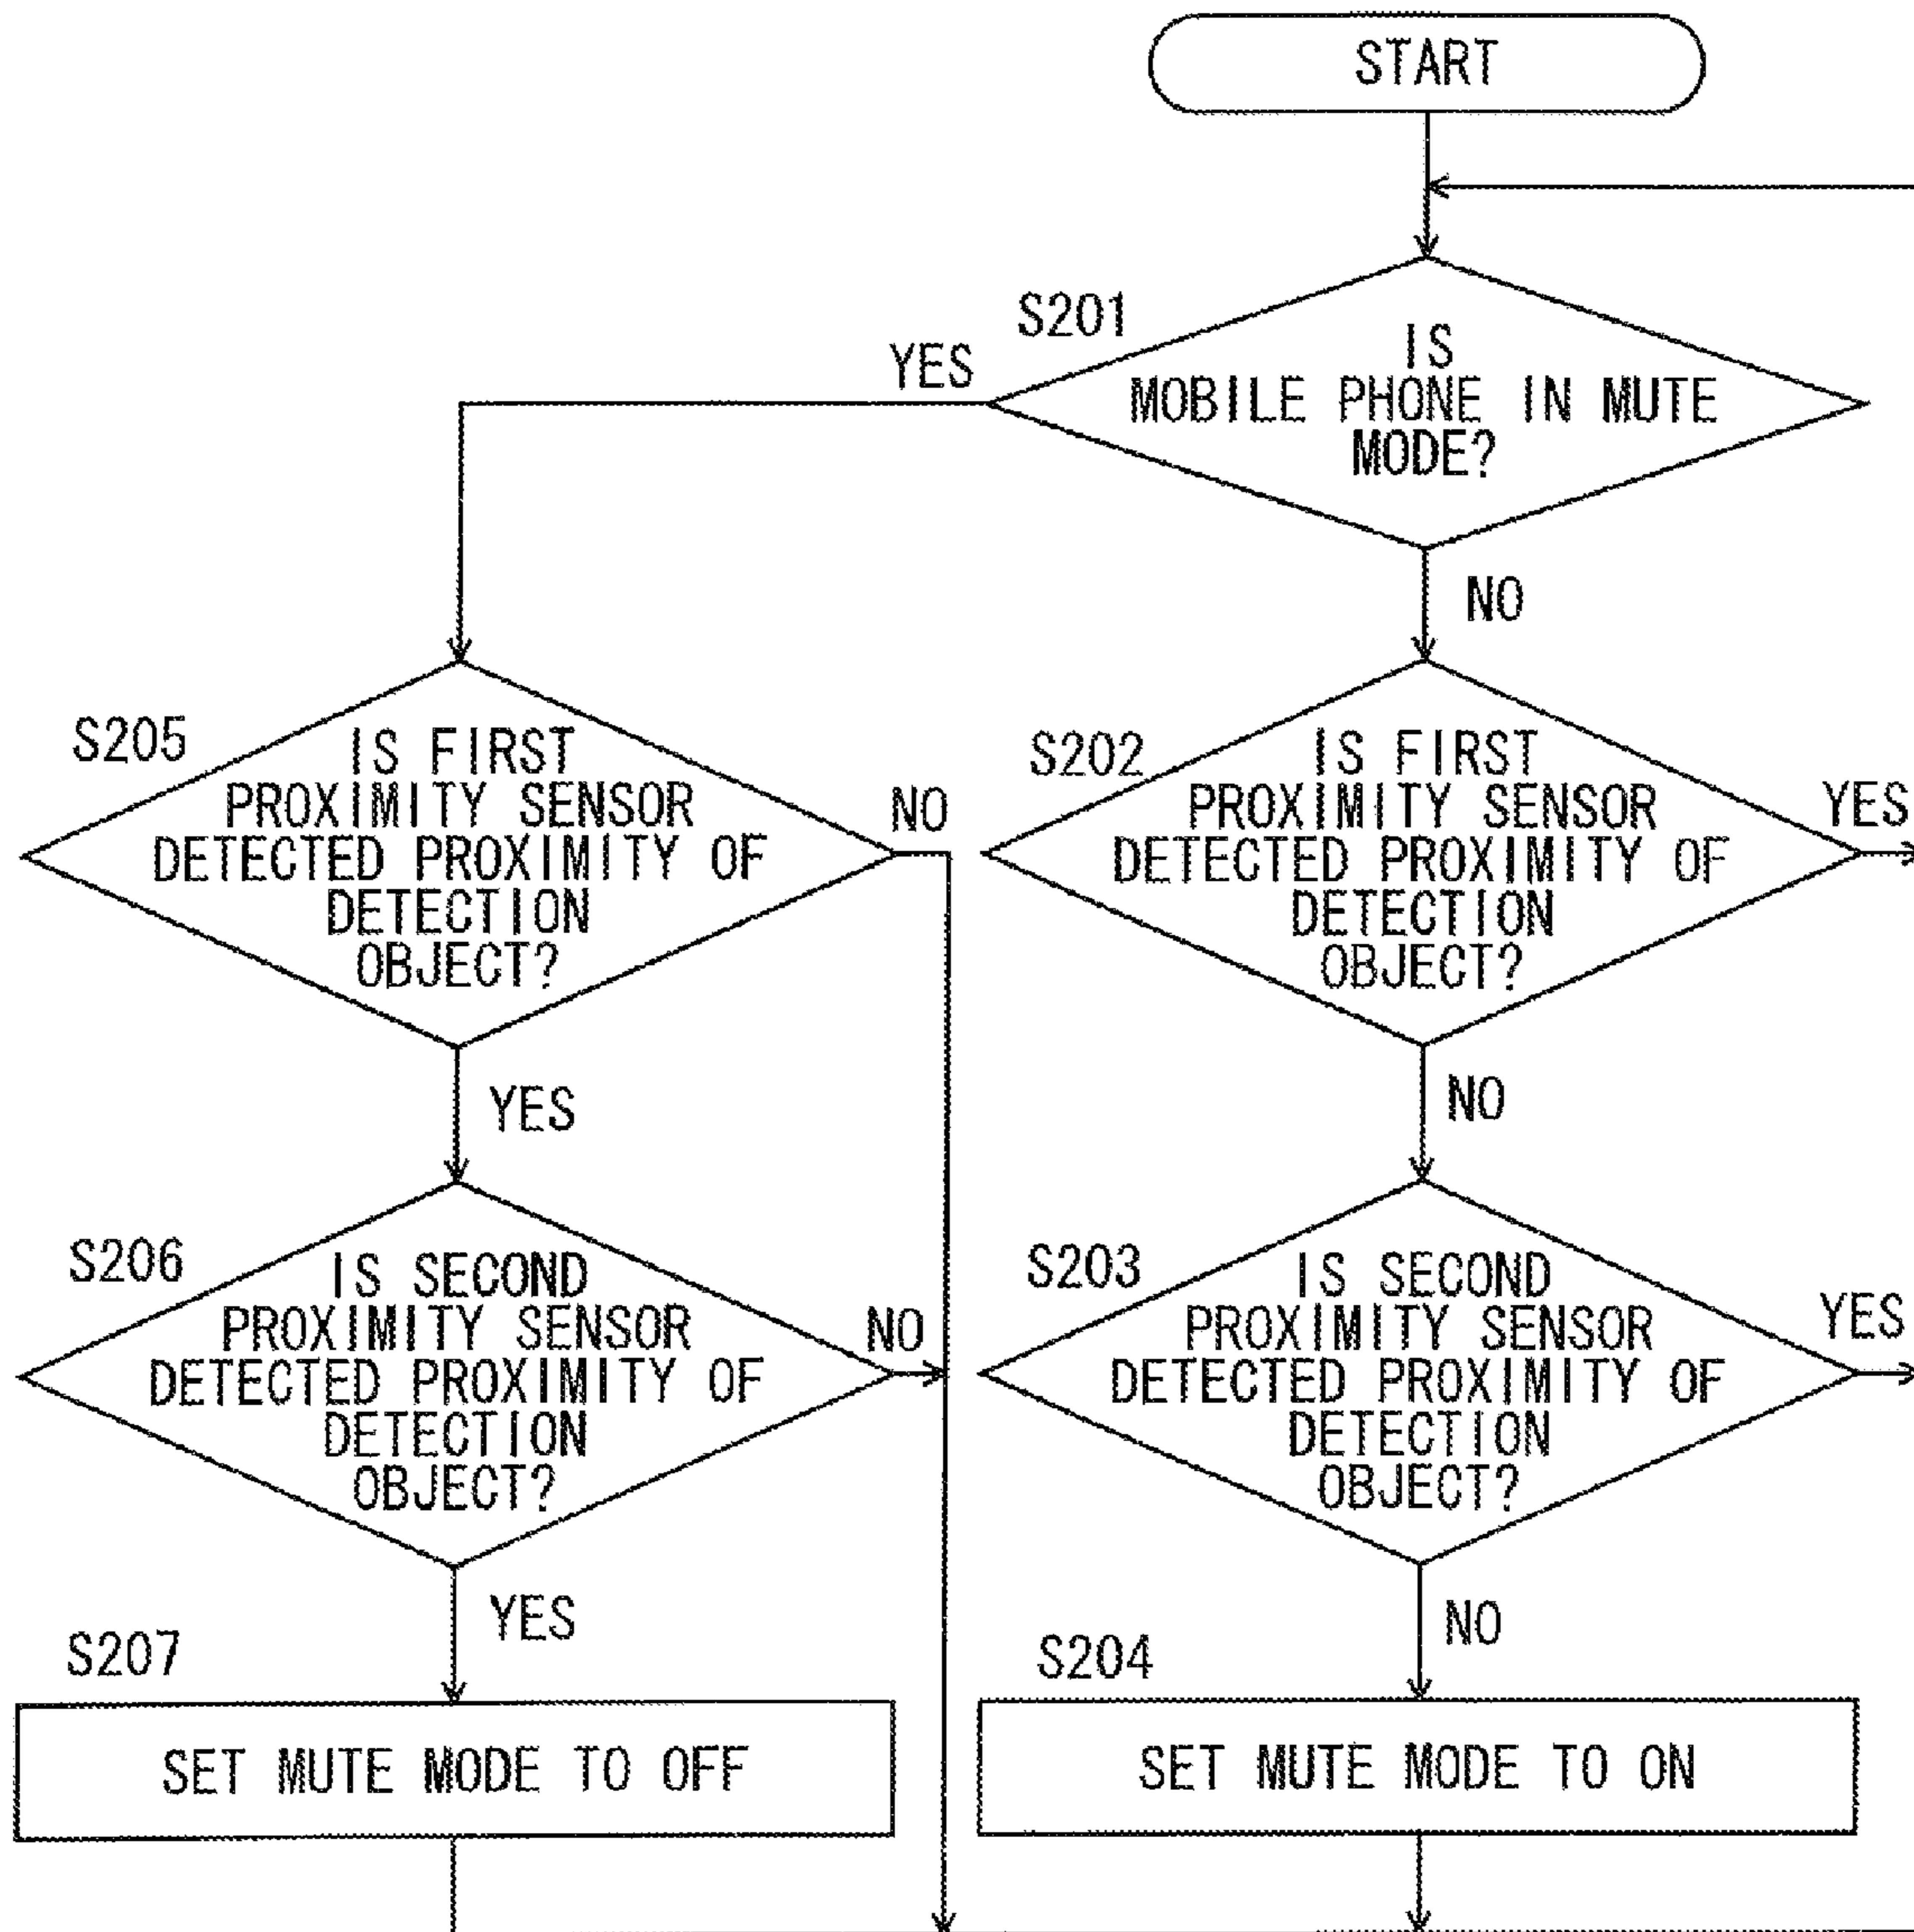 START
S201
YES
IS
MOBILE PHONE IN MUTE
MODE?
NO
S205
IS FIRST
PROXIMITY SENSOR
DETECTED PROXIMITY OF
DETECTION
OBJECT?
NO
S202
IS FIRST
PROXIMITY SENSOR
DETECTED PROXIMITY OF
DETECTION
OBJECT?
YES
YES
NO
S206
IS SECOND
PROXIMITY SENSOR
DETECTED PROXIMITY OF
DETECTION
OBJECT?
NO
S203
IS SECOND
PROXIMITY SENSOR
DETECTED PROXIMITY OF
DETECTION
OBJECT?
YES
YES
NO
S207
SET MUTE MODE TO OFF
S204
SET MUTE MODE TO ON